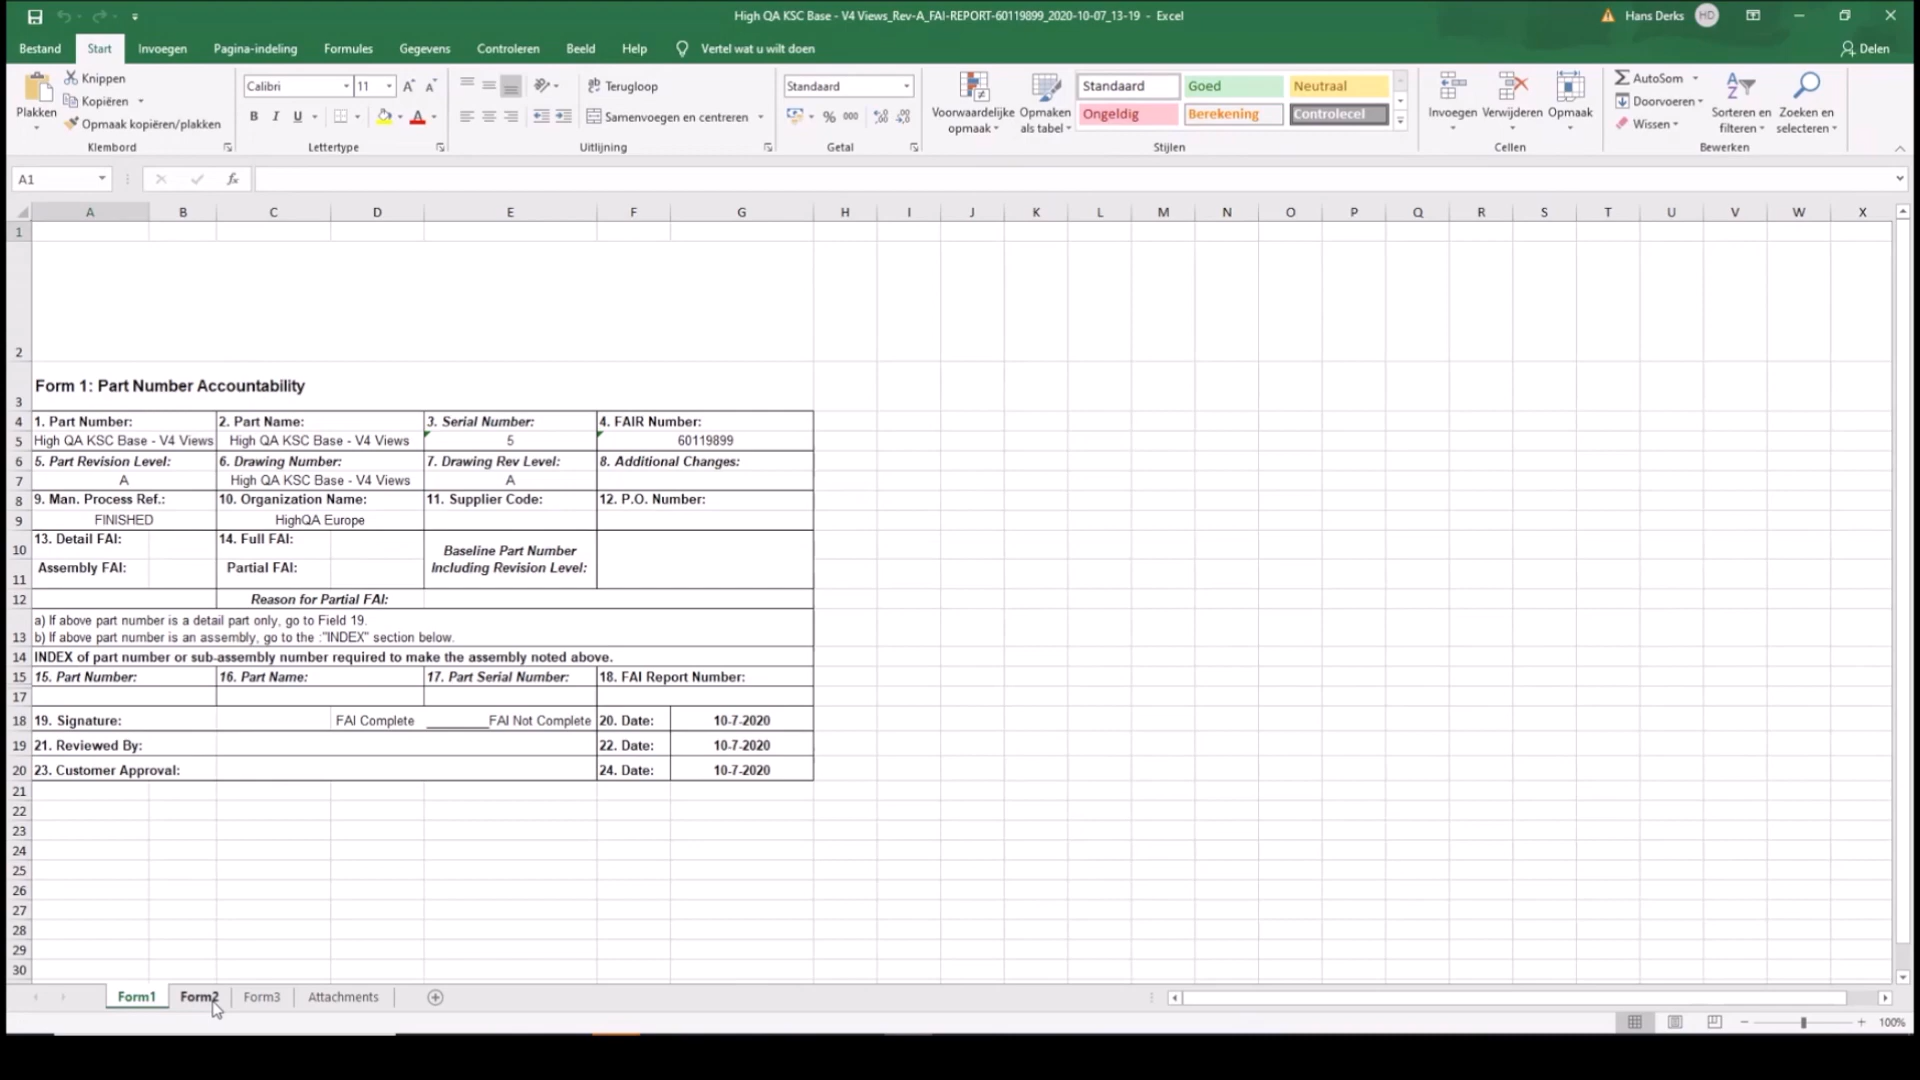 High QA KSC Base - V4 Views_Rev-A_FAI-REPORT-60119899_2020-10-07_13-19 - Excel
Hans Derks HD
Bestand Start Invoegen Pagina-indeling Formules Gegevens Controleren Beeld Help Vertel wat u wilt doen Delen
Plakken
Knippen
Kopiëren
Opmaak kopiëren/plakken
Klembord
Calibri 11
B I U
Lettertype
Terugloop
Samenvoegen en centreren
Uitlijning
Standaard
% 000
Getal
Voorwaardelijke opmaak
Opmaken als tabel
Standaard Goed Neutraal
Ongeldig Berekening Controlecel
Stijlen
Invoegen Verwijderen Opmaak
Cellen
AutoSom
Doorvoeren
Wissen
Sorteren en filteren
Zoeken en selecteren
Bewerken
A1 fx
A B C D E F G H I J K L M N O P Q R S T U V W X
1
2
3 Form 1: Part Number Accountability
4 1. Part Number: 2. Part Name: 3. Serial Number: 4. FAIR Number:
5 High QA KSC Base - V4 Views High QA KSC Base - V4 Views 5 60119899
6 5. Part Revision Level: 6. Drawing Number: 7. Drawing Rev Level: 8. Additional Changes:
7 A High QA KSC Base - V4 Views A
8 9. Man. Process Ref.: 10. Organization Name: 11. Supplier Code: 12. P.O. Number:
9 FINISHED HighQA Europe
10 13. Detail FAI: 14. Full FAI: Baseline Part Number
11 Assembly FAI: Partial FAI: Including Revision Level:
12 Reason for Partial FAI:
a) If above part number is a detail part only, go to Field 19.
13 b) If above part number is an assembly, go to the :"INDEX" section below.
14 INDEX of part number or sub-assembly number required to make the assembly noted above.
15 15. Part Number: 16. Part Name: 17. Part Serial Number: 18. FAI Report Number:
17
18 19. Signature: FAI Complete ________FAI Not Complete 20. Date: 10-7-2020
19 21. Reviewed By: 22. Date: 10-7-2020
20 23. Customer Approval: 24. Date: 10-7-2020
21
22
23
24
25
26
27
28
29
30
Form1 Form2 Form3 Attachments
100%